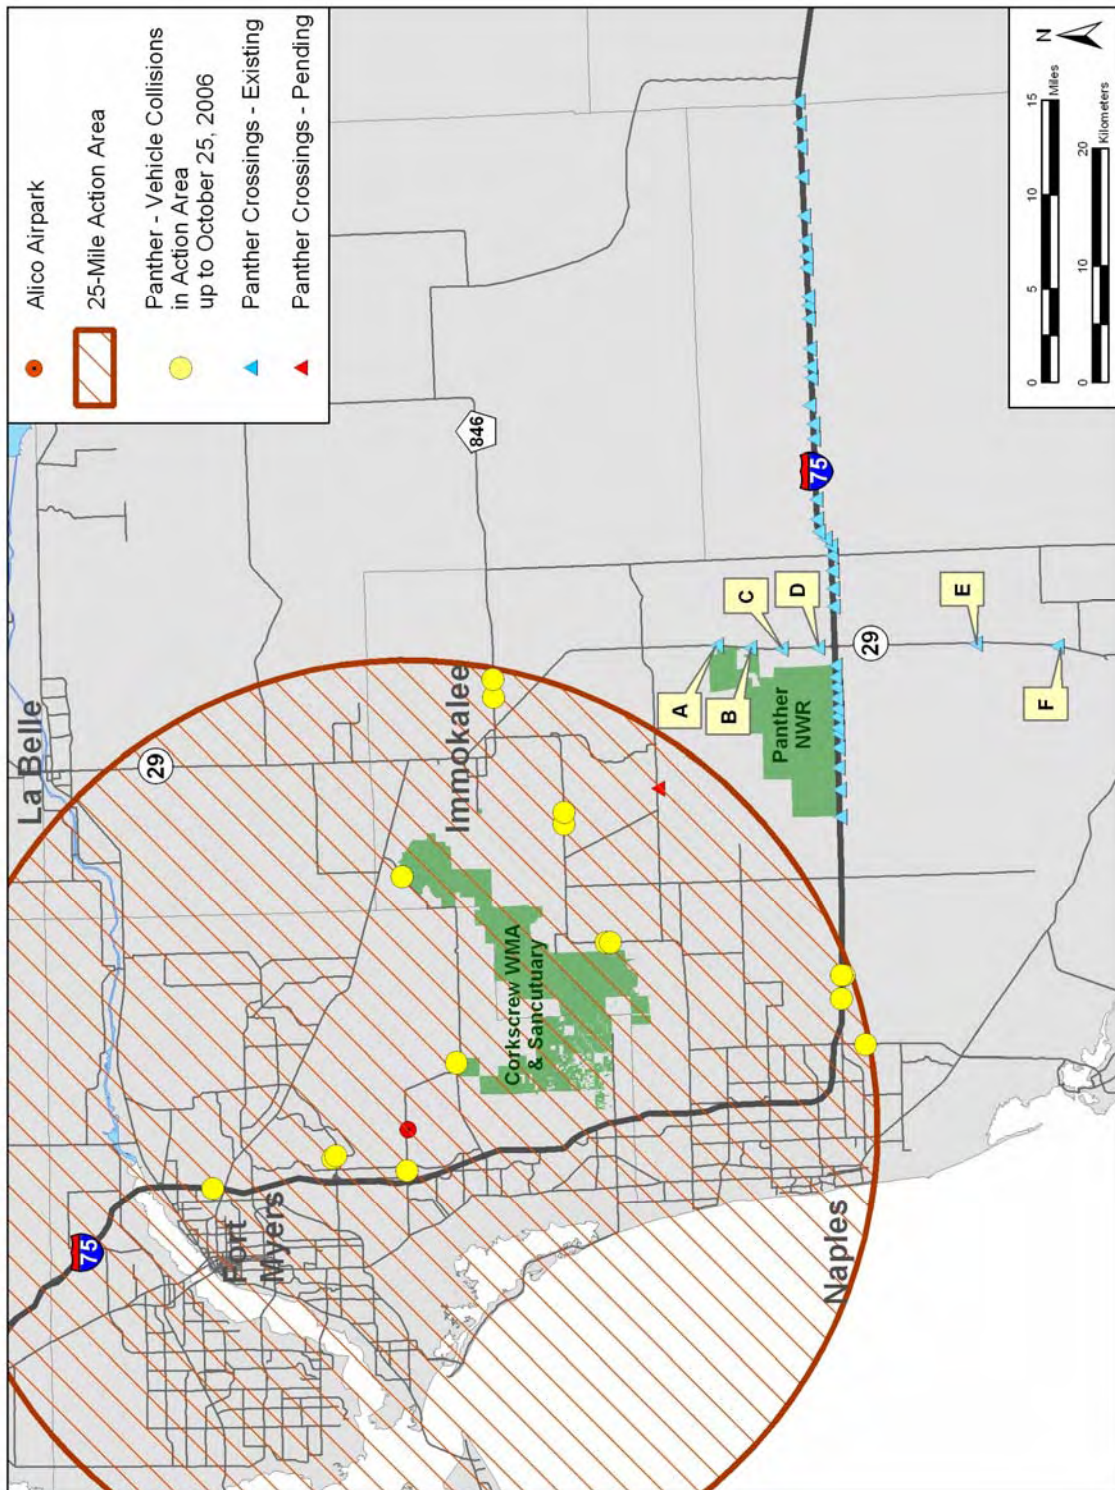 Alico Airpark
25-Mile Action Area
Panther - Vehicle Collisions
in Action Area
up to October 25, 2006
Panther Crossings - Existing
Panther Crossings - Pending
N
0 5 10 15
Miles
0 10 20
Kilometers
La Belle
29
846
Immokalee
75
Fort
Myers
Corkscrew WMA
& Sancutuary
A
B
C
D
E
F
Panther
NWR
29
75
Naples